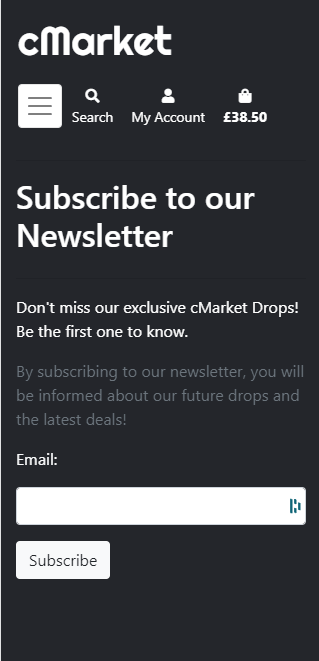 cMarket
Search My Account £38.50
Subscribe to our
Newsletter
Don't miss our exclusive cMarket Drops!
Be the first one to know.
By subscribing to our newsletter, you will
be informed about our future drops and
the latest deals!
Email:
Subscribe